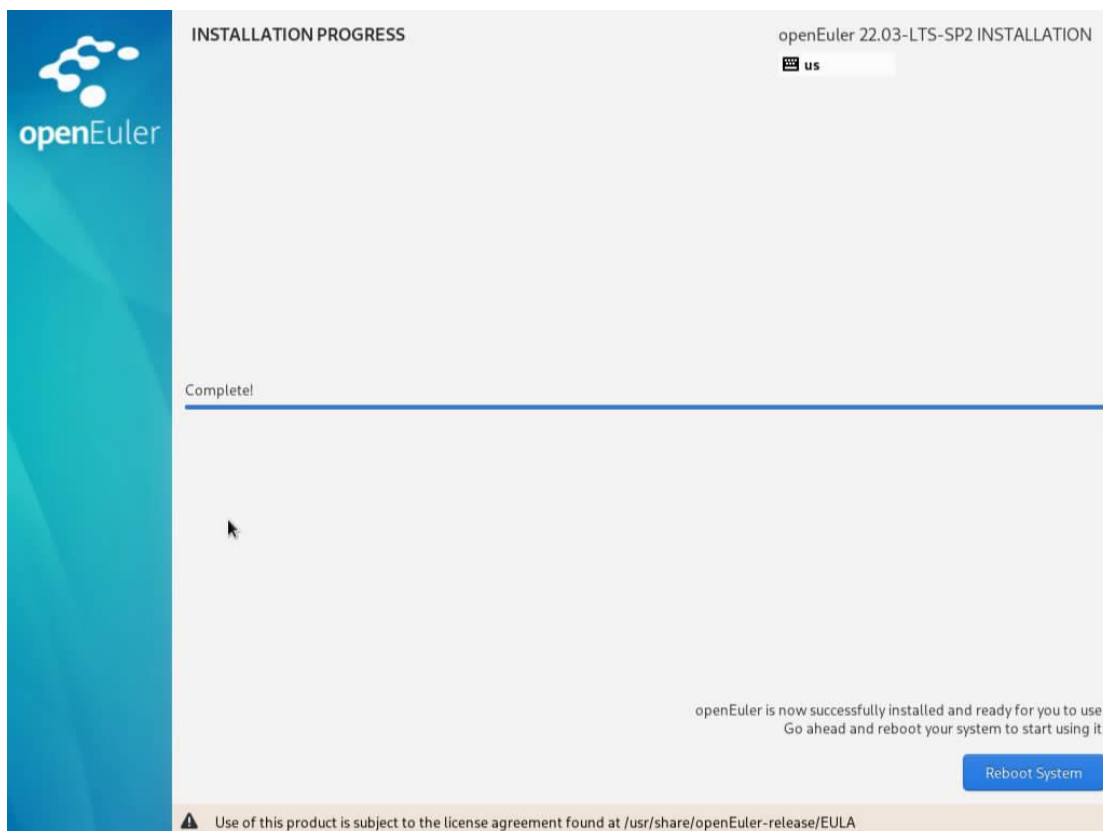 openEuler
INSTALLATION PROGRESS
openEuler 22.03-LTS-SP2 INSTALLATION
us
Complete!
openEuler is now successfully installed and ready for you to use
Go ahead and reboot your system to start using it
Reboot System
Use of this product is subject to the license agreement found at /usr/share/openEuler-release/EULA